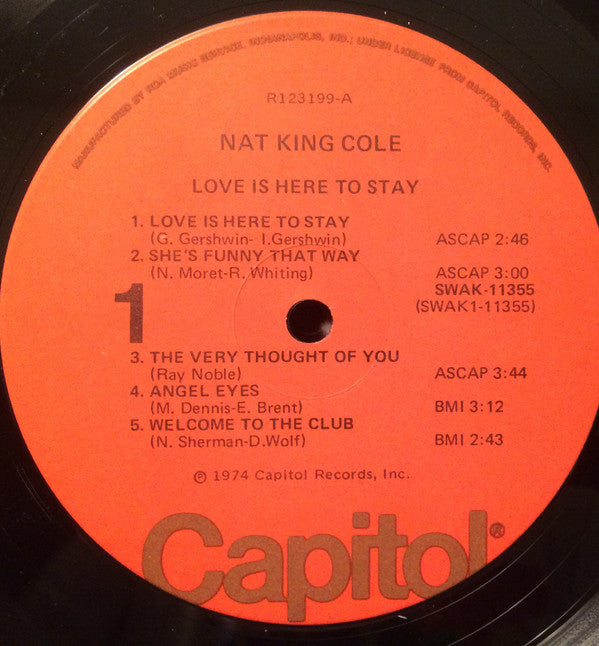 MANUFACTURED BY RCA MUSIC SERVICE, INDIANAPOLIS, IND.; UNDER LICENSE FROM CAPITOL RECORDS, INC.
R123199-A
NAT KING COLE
LOVE iS HERE TO STAY
1. LOVE IS HERE TO STAY
(G. Gershwin- I.Gershwin) ASCAP 2:46
2. SHE'S FUNNY THAT WAY
(N. Moret-R. Whiting) ASCAP 3:00
SWAK-11355
(SWAK1-11355)
1
3. THE VERY THOUGHT OF YOU
(Ray Noble) ASCAP 3:44
4. ANGEL EYES
(M. Dennis-E. Brent) BMI 3:12
5. WELCOME TO THE CLUB
(N. Sherman-D.Wolf) BMI 2:43
℗ 1974 Capitol Records, Inc.
Capitol®